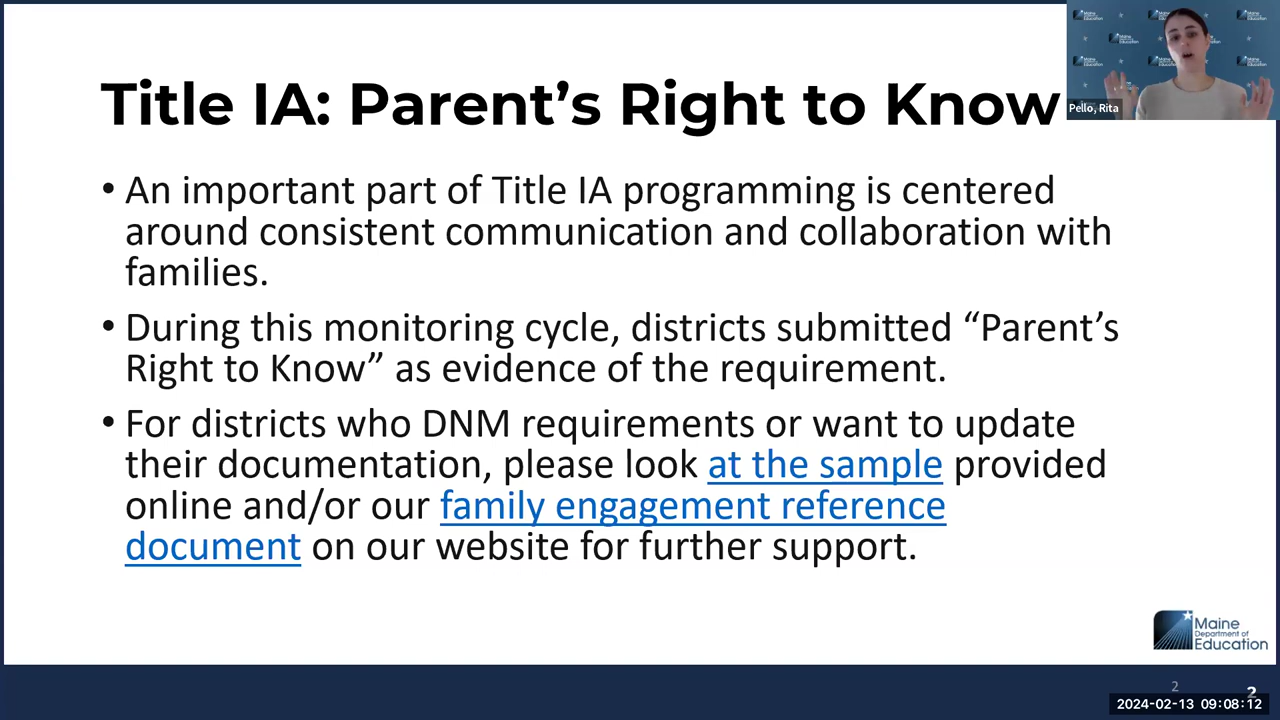 Title IA: Parent’s Right to Know
• An important part of Title IA programming is centered
around consistent communication and collaboration with
families.
• During this monitoring cycle, districts submitted “Parent’s
Right to Know” as evidence of the requirement.
• For districts who DNM requirements or want to update
their documentation, please look at the sample provided
online and/or our family engagement reference
document on our website for further support.
Pello, Rita
Maine
Department of
Education
2
2
2024-02-13 09:08:12